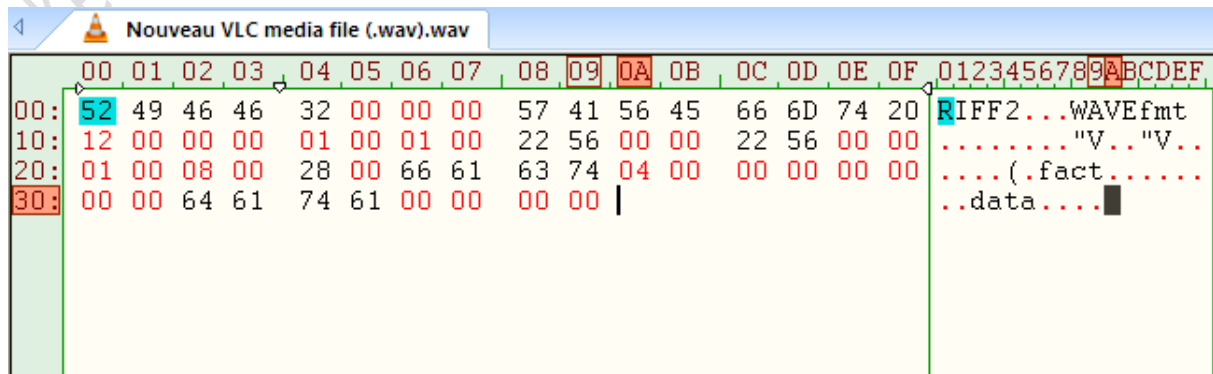 Nouveau VLC media file (.wav).wav
00 01 02 03 04 05 06 07 08 09 0A 0B 0C 0D 0E 0F 0123456789ABCDEF
00: 52 49 46 46 32 00 00 00 57 41 56 45 66 6D 74 20 RIFF2...WAVEfmt
10: 12 00 00 00 01 00 01 00 22 56 00 00 22 56 00 00 ........"V.."V..
20: 01 00 08 00 28 00 66 61 63 74 04 00 00 00 00 00 ....(.fact......
30: 00 00 64 61 74 61 00 00 00 00 ..data....